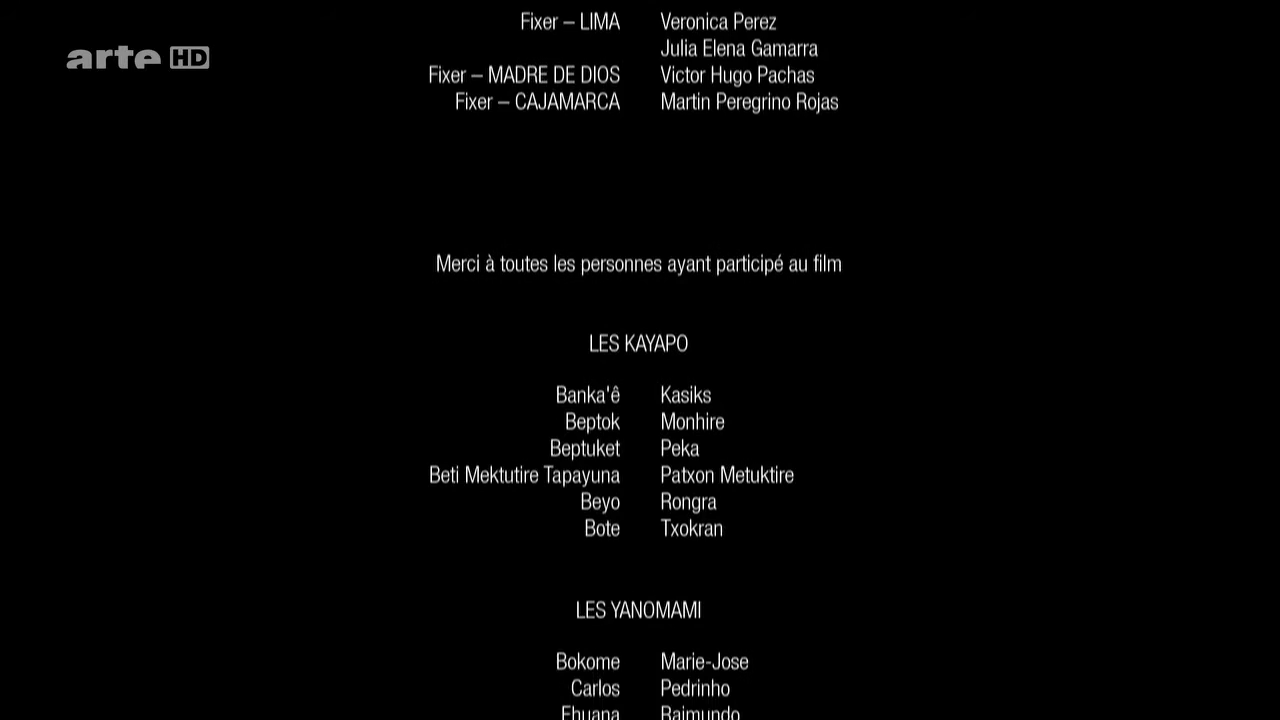 arte HD
Fixer – LIMA Veronica Perez
Julia Elena Gamarra
Fixer – MADRE DE DIOS Victor Hugo Pachas
Fixer – CAJAMARCA Martin Peregrino Rojas
Merci à toutes les personnes ayant participé au film
LES KAYAPO
Banka'ê Kasiks
Beptok Monhire
Beptuket Peka
Beti Mektutire Tapayuna Patxon Metuktire
Beyo Rongra
Bote Txokran
LES YANOMAMI
Bokome Marie-Jose
Carlos Pedrinho
Ehuana Raimundo